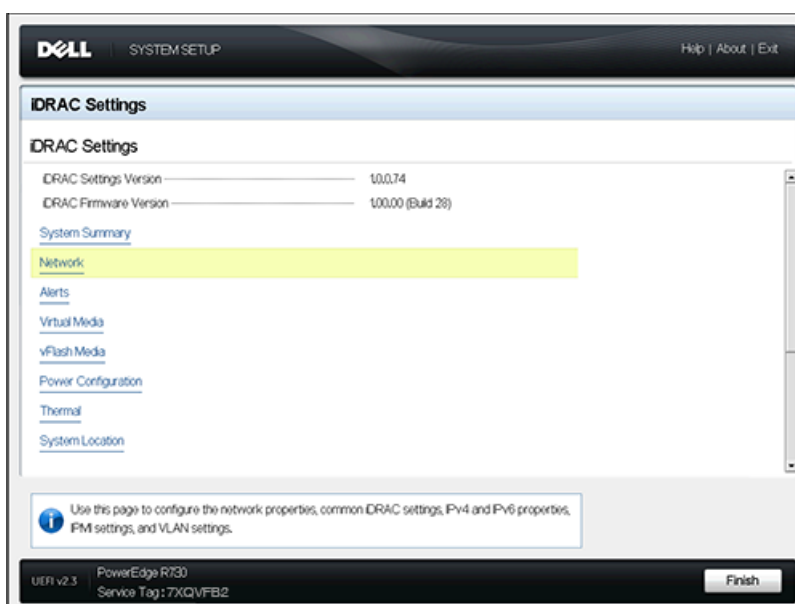 DELL SYSTEM SETUP Help | About | Exit
iDRAC Settings
iDRAC Settings
iDRAC Settings Version 1.0.0.74
iDRAC Firmware Version 1.00.00 (Build 28)
System Summary
Network
Alerts
Virtual Media
vFlash Media
Power Configuration
Thermal
System Location
Use this page to configure the network properties, common iDRAC settings, IPv4 and IPv6 properties,
IPMI settings, and VLAN settings.
UEFI v2.3 PowerEdge R730
Service Tag: 7XQVFB2
Finish